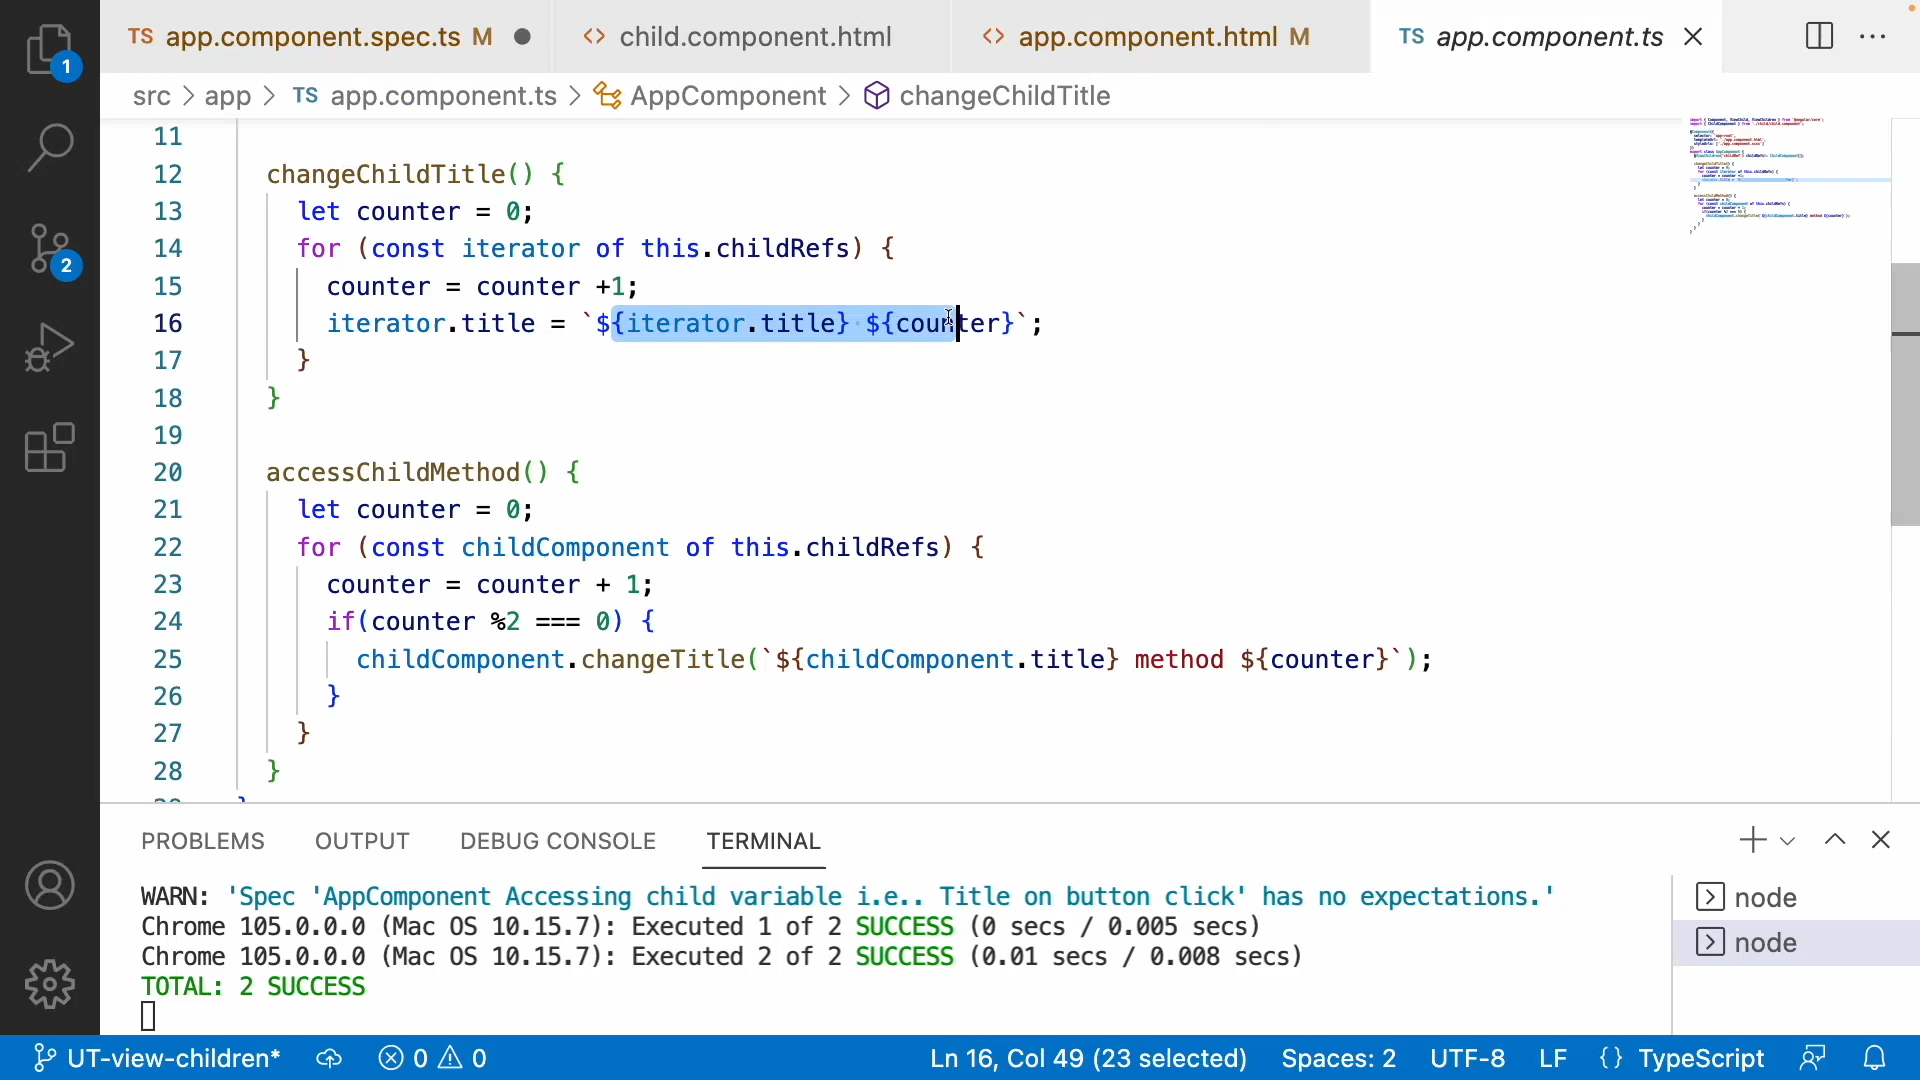 TS app.component.spec.ts M
<> child.component.html
<> app.component.html M
TS app.component.ts
src > app > TS app.component.ts > AppComponent > changeChildTitle
11
12 changeChildTitle() {
13 let counter = 0;
14 for (const iterator of this.childRefs) {
15 counter = counter +1;
16 iterator.title = `${iterator.title} ${counter}`;
17 }
18 }
19
20 accessChildMethod() {
21 let counter = 0;
22 for (const childComponent of this.childRefs) {
23 counter = counter + 1;
24 if(counter %2 === 0) {
25 childComponent.changeTitle(`${childComponent.title} method ${counter}`);
26 }
27 }
28 }
1
2
PROBLEMS OUTPUT DEBUG CONSOLE TERMINAL
WARN: 'Spec 'AppComponent Accessing child variable i.e.. Title on button click' has no expectations.'
Chrome 105.0.0.0 (Mac OS 10.15.7): Executed 1 of 2 SUCCESS (0 secs / 0.005 secs)
Chrome 105.0.0.0 (Mac OS 10.15.7): Executed 2 of 2 SUCCESS (0.01 secs / 0.008 secs)
TOTAL: 2 SUCCESS
node
node
UT-view-children* 0 0 Ln 16, Col 49 (23 selected) Spaces: 2 UTF-8 LF {} TypeScript